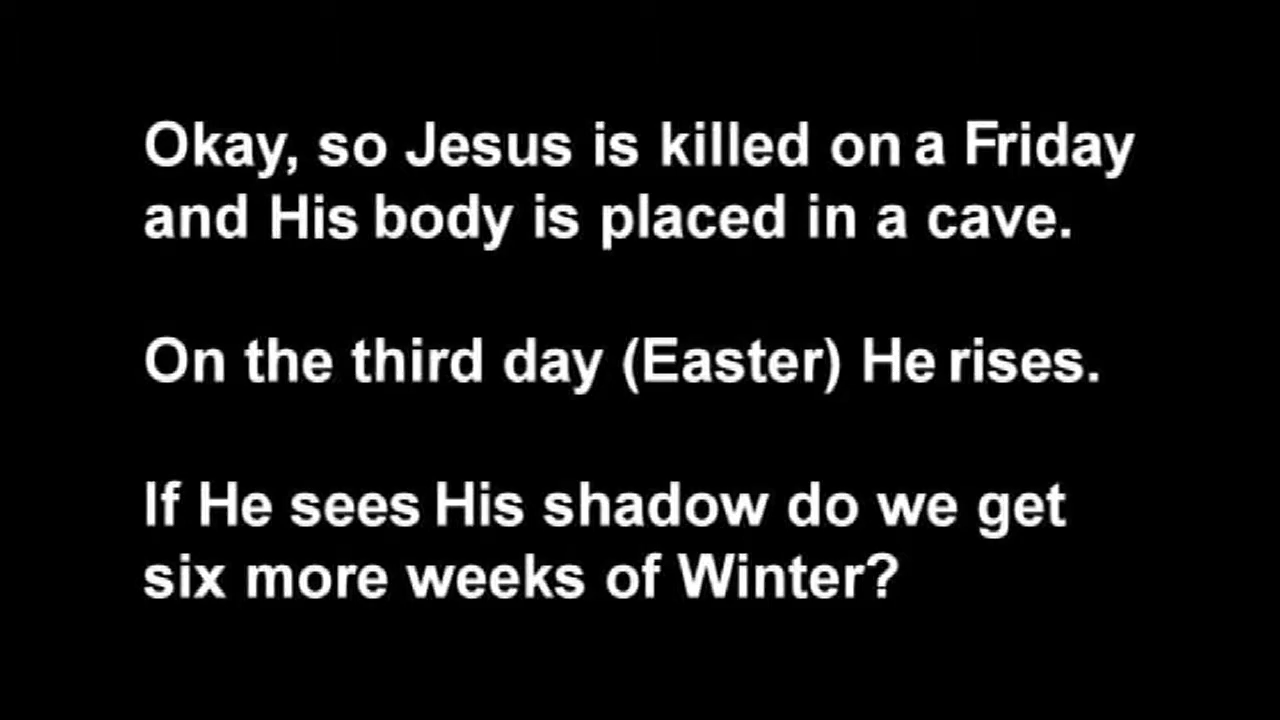 Okay, so Jesus is killed on a Friday
and His body is placed in a cave.
On the third day (Easter) He rises.
If He sees His shadow do we get
six more weeks of Winter?